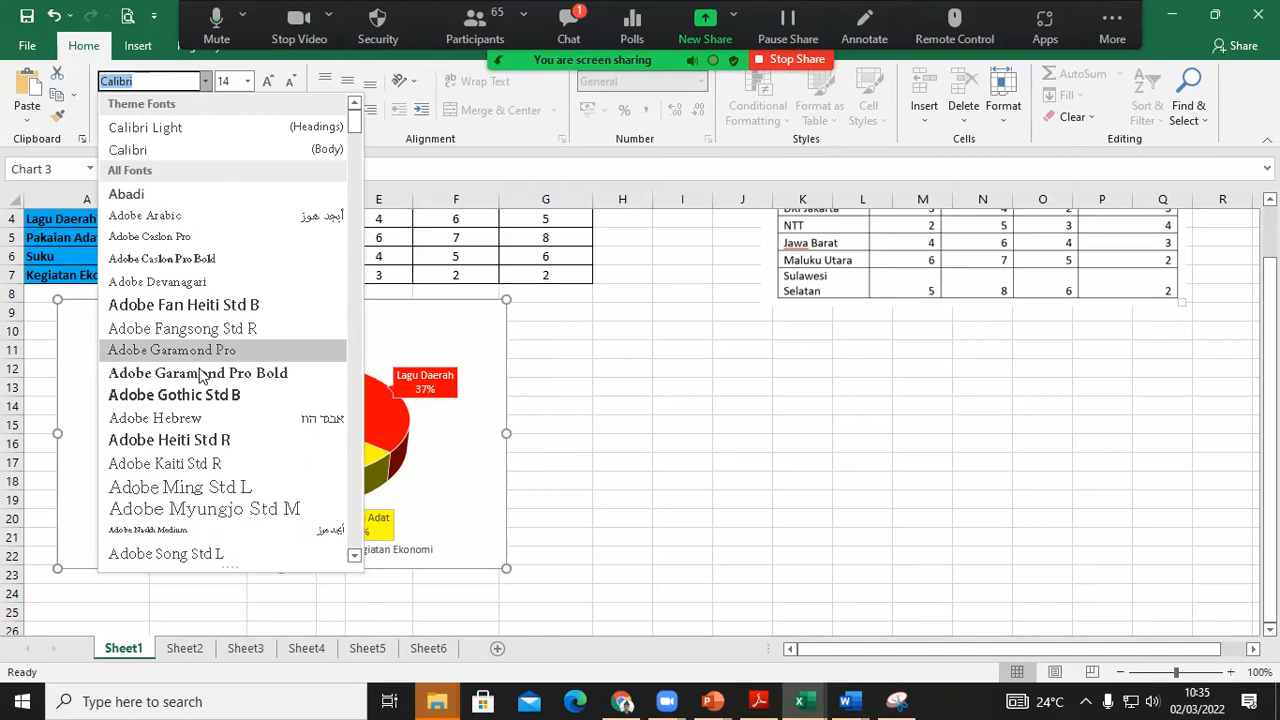 65
1
Mute
Stop Video
Security
Participants
Chat
Polls
New Share
Pause Share
Annotate
Remote Control
Apps
More
You are screen sharing
Stop Share
File
Home
Insert
Share
Paste
Calibri
14
Wrap Text
Merge & Center
General
Conditional Formatting
Format as Table
Cell Styles
Insert
Delete
Format
AutoSum
Fill
Clear
Sort & Filter
Find & Select
Clipboard
Alignment
Styles
Cells
Editing
Chart 3
Theme Fonts
Calibri Light (Headings)
Calibri (Body)
All Fonts
Abadi
Adobe Arabic أبجد هوز
Adobe Caslon Pro
Adobe Caslon Pro Bold
Adobe Devanagari
Adobe Fan Heiti Std B
Adobe Fangsong Std R
Adobe Garamond Pro
Adobe Garamond Pro Bold
Adobe Gothic Std B
Adobe Hebrew אבגד הוז
Adobe Heiti Std R
Adobe Kaiti Std R
Adobe Ming Std L
Adobe Myungjo Std M
Adobe Naskh Medium أبجد هوز
Adobe Song Std L
A E F G H I J K L M N O P Q R
4 Lagu Daerah 4 6 5
5 Pakaian Ada 6 7 8
6 Suku 4 5 6
7 Kegiatan Eko 3 2 2
8
9
10
11
12
13
14
15
16
17
18
19
20
21
22
23
24
25
26
DKI Jakarta
NTT 2 5 3 4
Jawa Barat 4 6 4 3
Maluku Utara 6 7 5 2
Sulawesi
Selatan 5 8 6 2
Lagu Daerah
37%
Adat
%
giatan Ekonomi
Sheet1 Sheet2 Sheet3 Sheet4 Sheet5 Sheet6
Ready
100%
Type here to search
24°C
10:35
02/03/2022